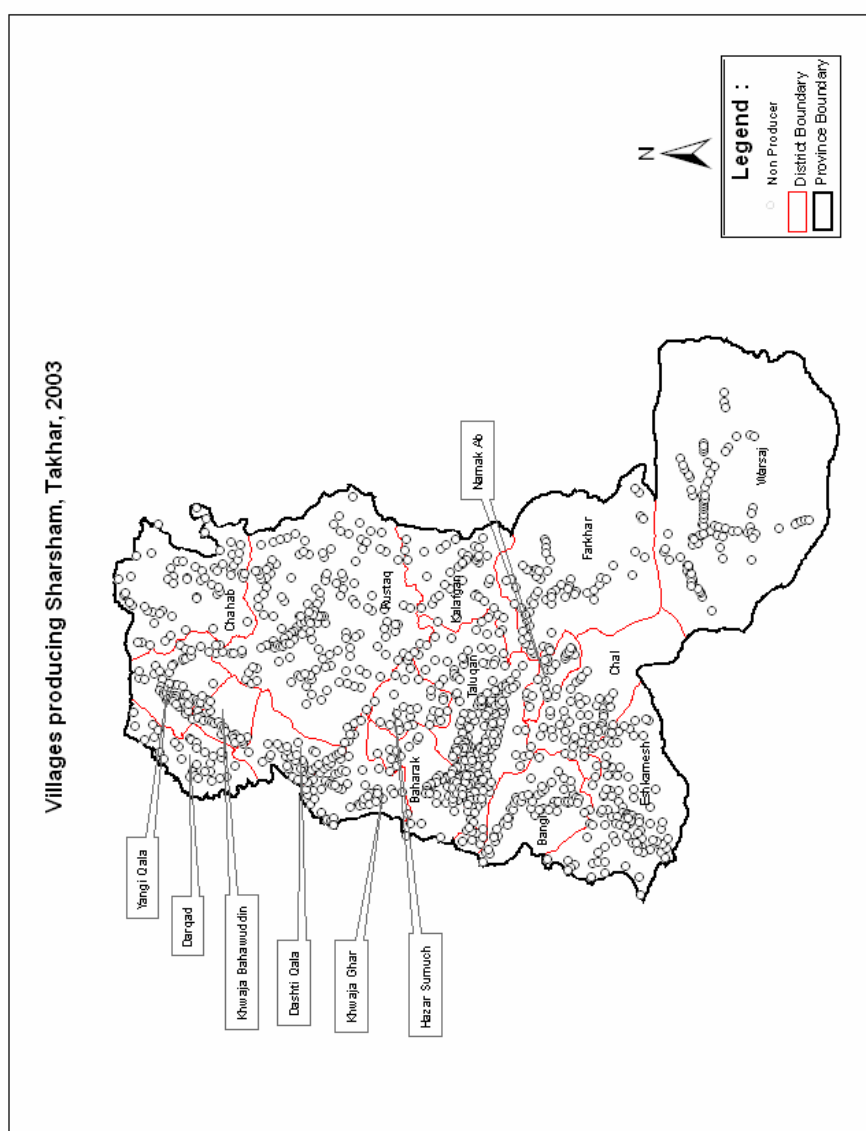 Villages producing Sharsham, Takhar, 2003
N
Legend :
Non Producer
District Boundary
Province Boundary
Yangi Qala
Darqad
Khwaja Bahawuddin
Dashti Qala
Khwaja Ghar
Hazar Sumuch
Namak Ab
Chahab
Rustaq
Kalafgan
Taluqan
Baharak
Farkhar
Chal
Bangi
Eshkamesh
Warsaj